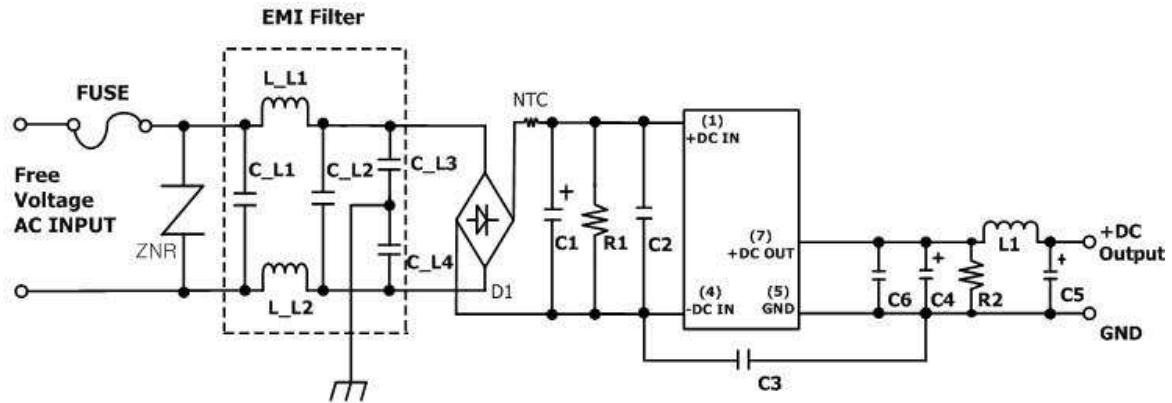 EMI Filter
L_L1
FUSE
NTC
C_L1
C_L2
C_L3
Free
Voltage
AC INPUT
ZNR
C_L4
L_L2
D1
+
C1
R1
C2
(1)
+DC IN
(7)
+DC OUT
(4)
-DC IN
(5)
GND
C6
+
C4
R2
L1
+
C5
+DC
Output
GND
C3